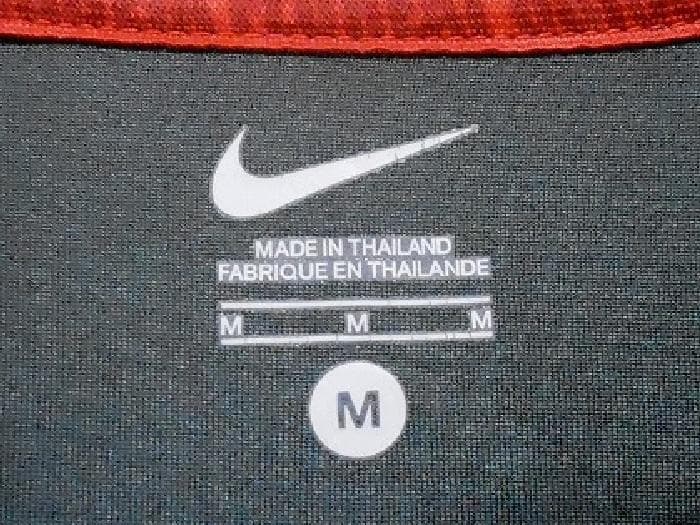 MADE IN THAILAND
FABRIQUE EN THAILANDE
M M M
M